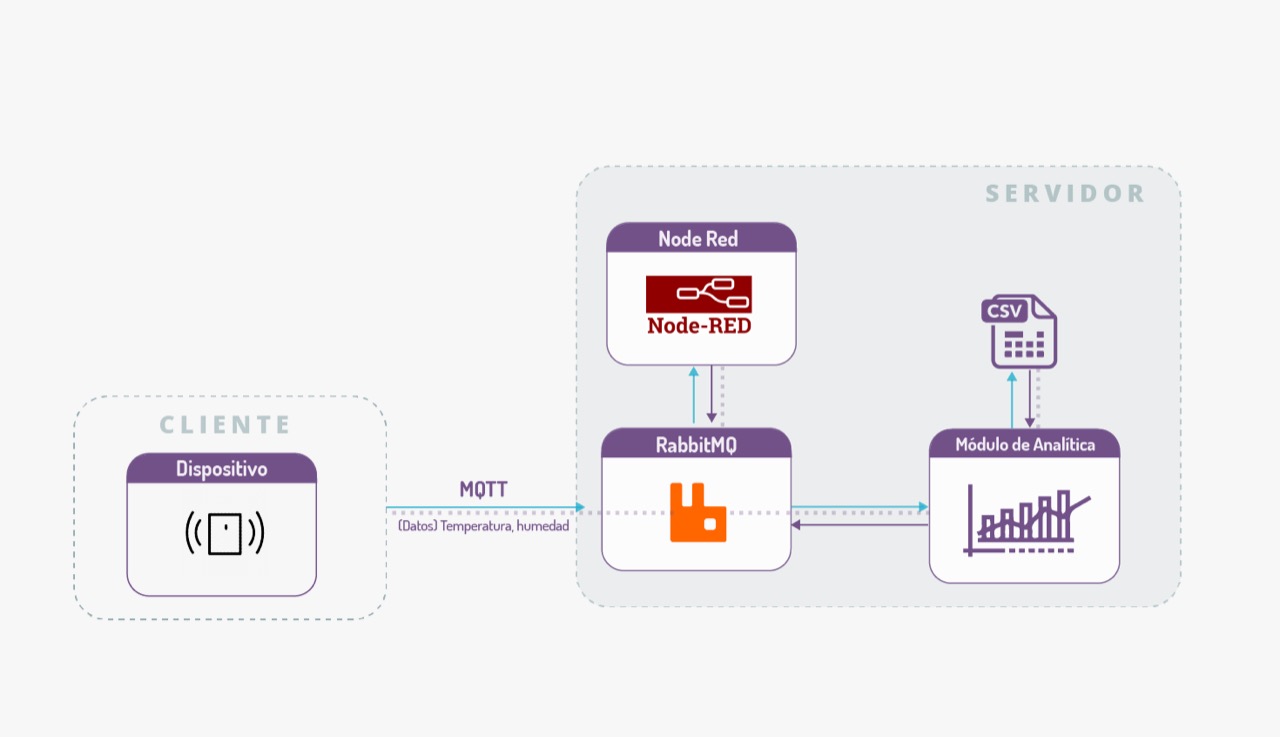 SERVIDOR
Node Red
Node-RED
CSV
CLIENTE
Dispositivo
MQTT
(Datos) Temperatura, humedad
RabbitMQ
Módulo de Analítica